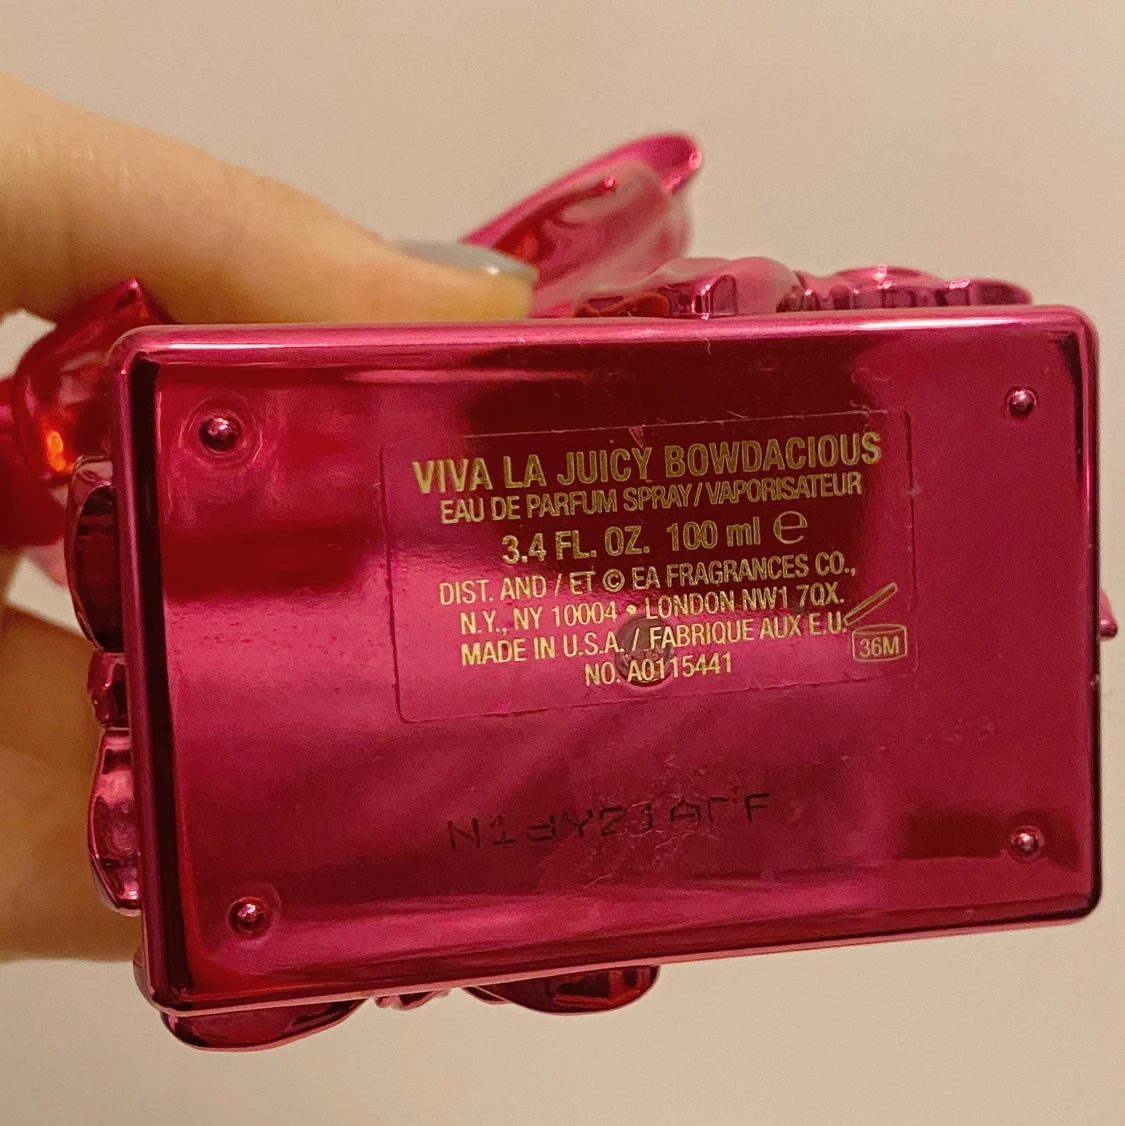 VIVA LA JUICY BOWDACIOUS
EAU DE PARFUM SPRAY / VAPORISATEUR
3.4 FL. OZ. 100 ml ℮
DIST. AND / ET © EA FRAGRANCES CO.,
N.Y., NY 10004 • LONDON NW1 7QX.
MADE IN U.S.A. / FABRIQUE AUX E.U.
36M
NO. A0115441